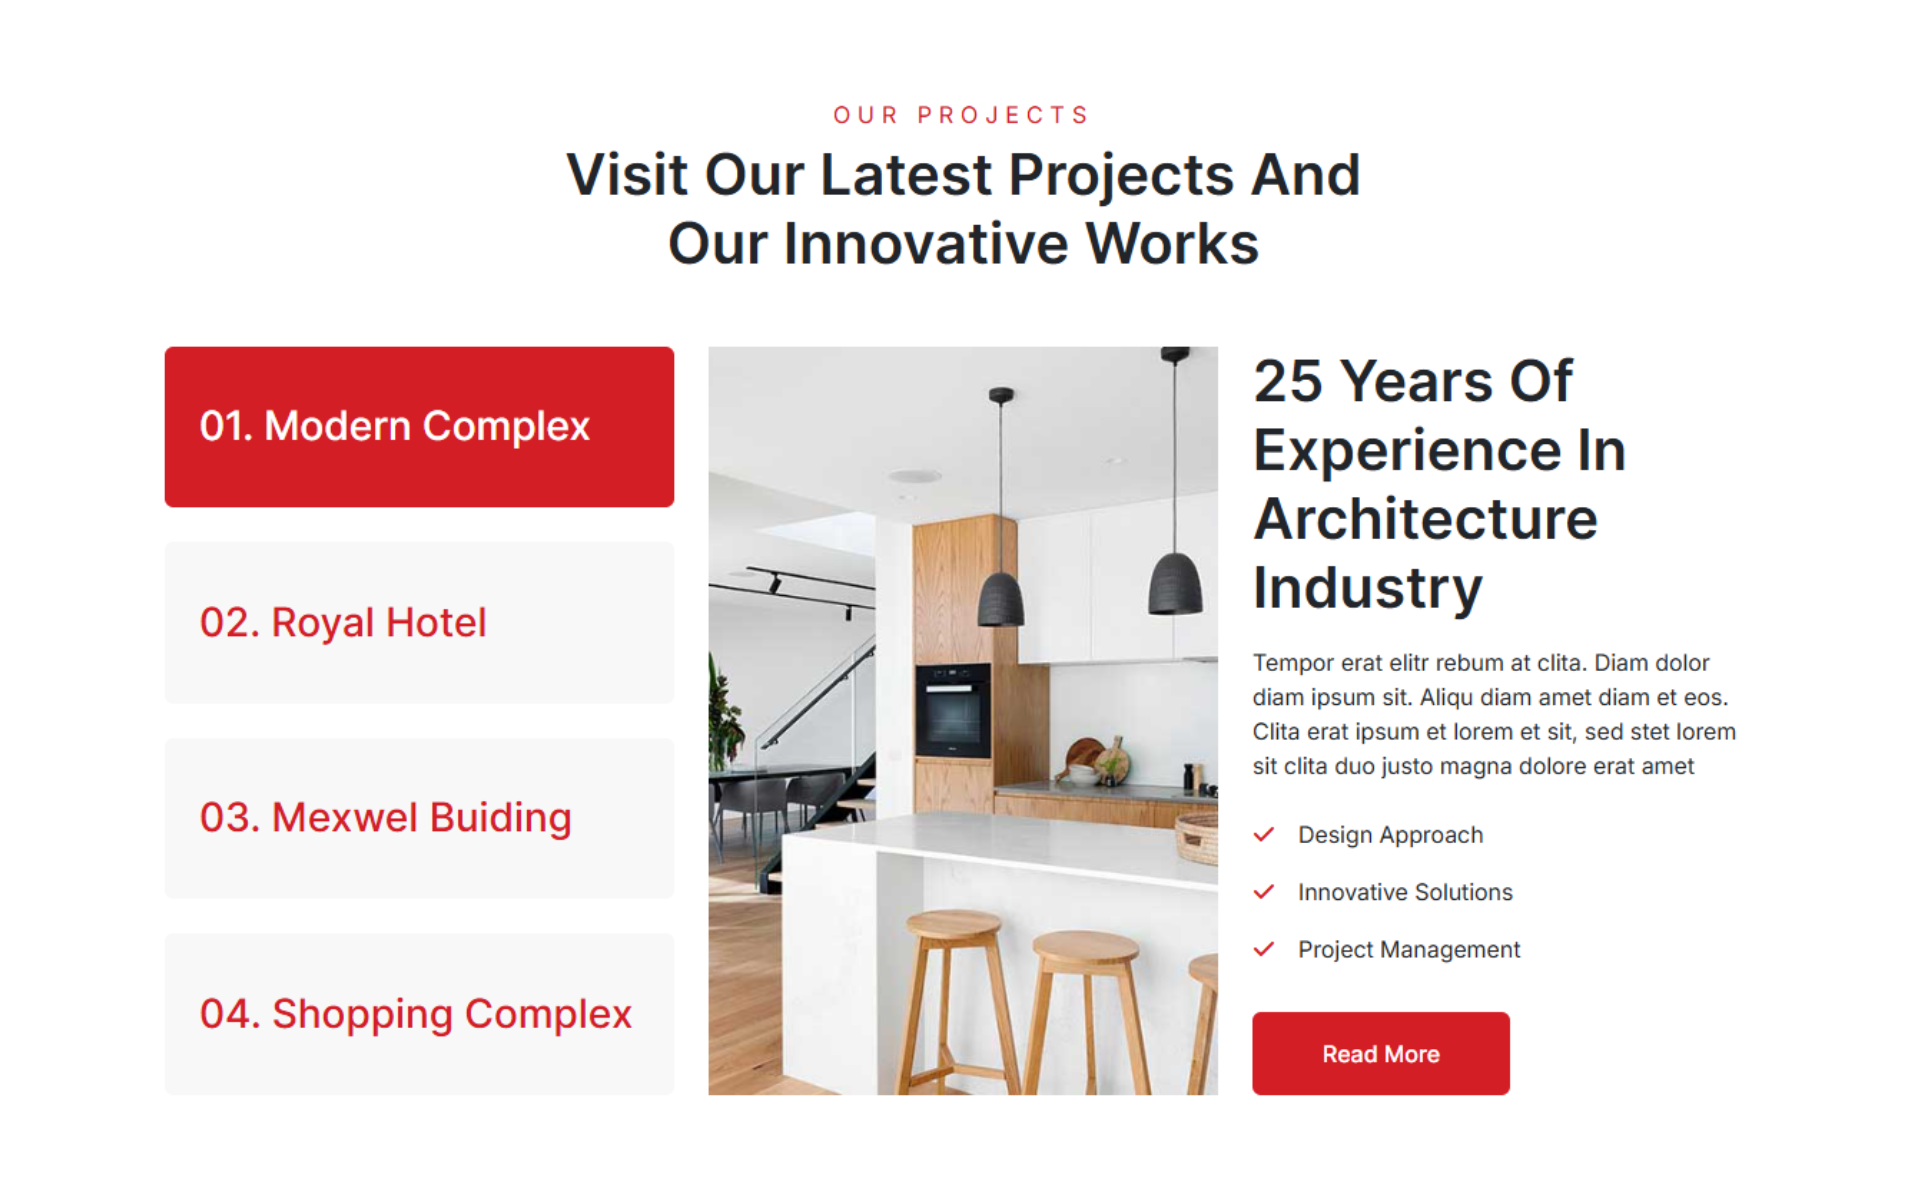 OUR PROJECTS
Visit Our Latest Projects And
Our Innovative Works
01. Modern Complex
02. Royal Hotel
03. Mexwel Buiding
04. Shopping Complex
25 Years Of
Experience In
Architecture
Industry
Tempor erat elitr rebum at clita. Diam dolor
diam ipsum sit. Aliqu diam amet diam et eos.
Clita erat ipsum et lorem et sit, sed stet lorem
sit clita duo justo magna dolore erat amet
Design Approach
Innovative Solutions
Project Management
Read More